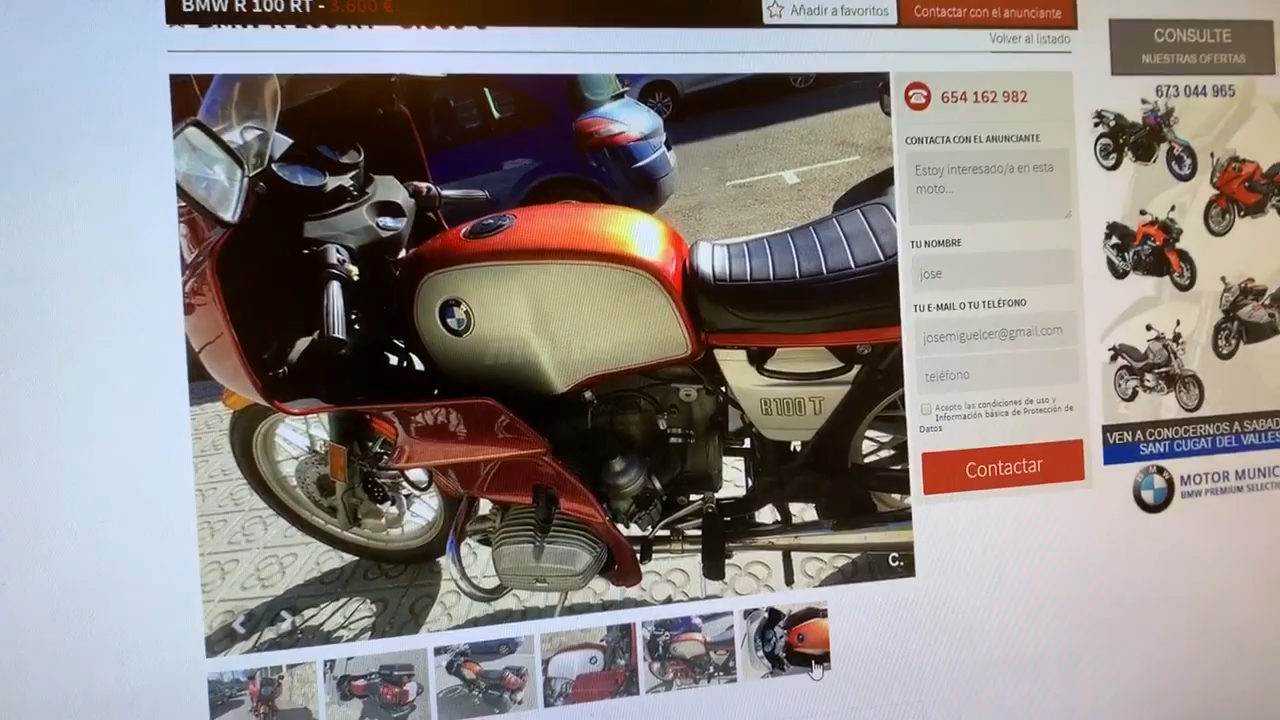 BMW R 100 RT - 3.600 €
Añadir a favoritos
Contactar con el anunciante
Volver al listado
654 162 982
CONTACTA CON EL ANUNCIANTE
Estoy interesado/a en esta
moto...
TU NOMBRE
jose
TU E-MAIL O TU TELÉFONO
josemiguelcer@gmail.com
teléfono
Acepto las condiciones de uso y
Información básica de Protección de
Datos
Contactar
R100T
C.
CONSULTE
NUESTRAS OFERTAS
673 044 965
VEN A CONOCERNOS A SABAD
SANT CUGAT DEL VALLES
BMW
MOTOR MUNIC
BMW PREMIUM SELECTI